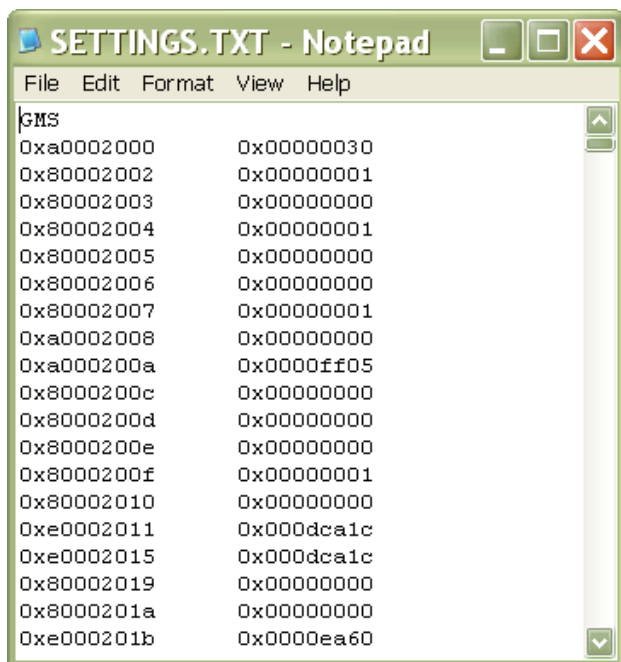 SETTINGS.TXT - Notepad
File Edit Format View Help
GMS
0xa0002000 0x00000030
0x80002002 0x00000001
0x80002003 0x00000000
0x80002004 0x00000001
0x80002005 0x00000000
0x80002006 0x00000000
0x80002007 0x00000001
0xa0002008 0x00000000
0xa000200a 0x0000ff05
0x8000200c 0x00000000
0x8000200d 0x00000000
0x8000200e 0x00000000
0x8000200f 0x00000001
0x80002010 0x00000000
0xe0002011 0x000dca1c
0xe0002015 0x000dca1c
0x80002019 0x00000000
0x8000201a 0x00000000
0xe000201b 0x0000ea60